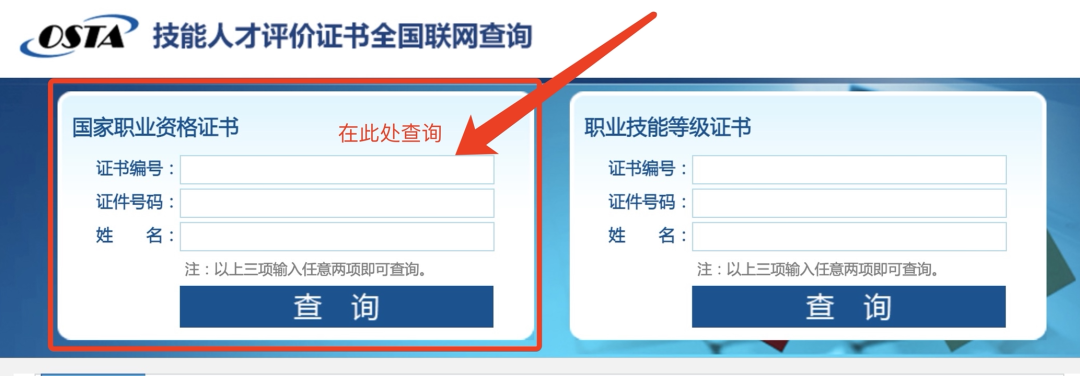 OSTA 技能人才评价证书全国联网查询
国家职业资格证书
在此处查询
证书编号：
证件号码：
姓 名：
注：以上三项输入任意两项即可查询。
查 询
职业技能等级证书
证书编号：
证件号码：
姓 名：
注：以上三项输入任意两项即可查询。
查 询